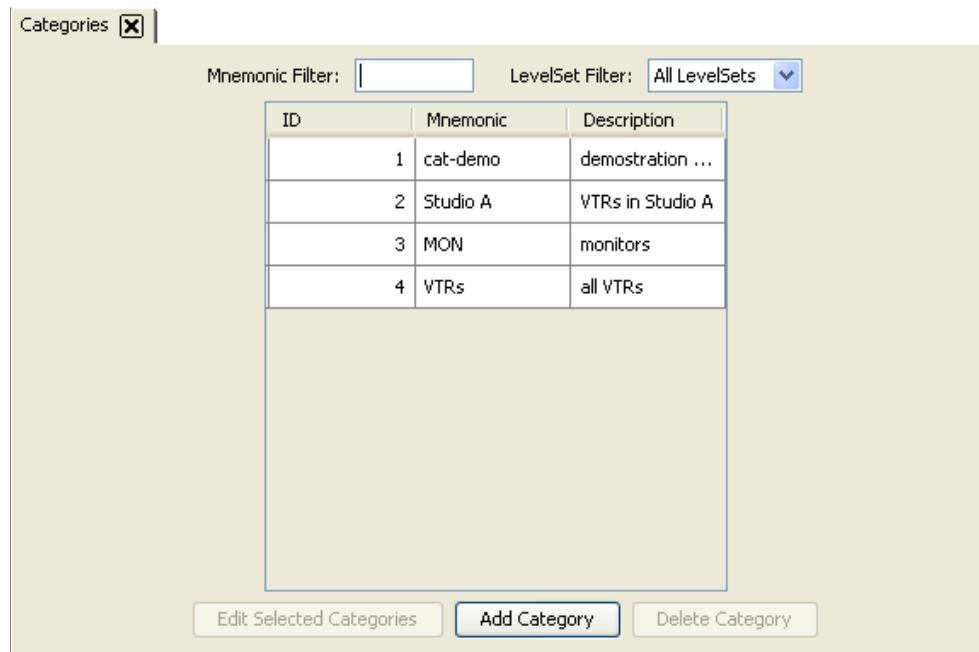 Categories
Mnemonic Filter: LevelSet Filter: All LevelSets
ID Mnemonic Description
1 cat-demo demostration ...
2 Studio A VTRs in Studio A
3 MON monitors
4 VTRs all VTRs
Edit Selected Categories Add Category Delete Category